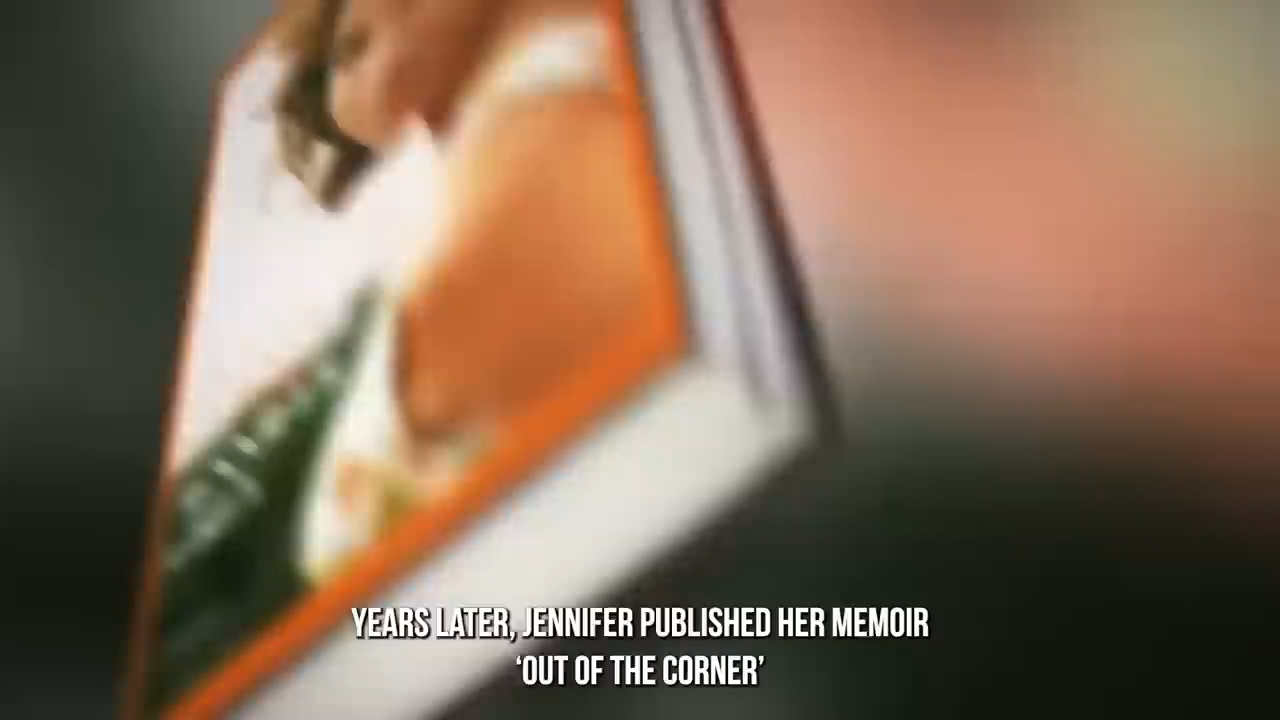 YEARS LATER, JENNIFER PUBLISHED HER MEMOIR
‘OUT OF THE CORNER’